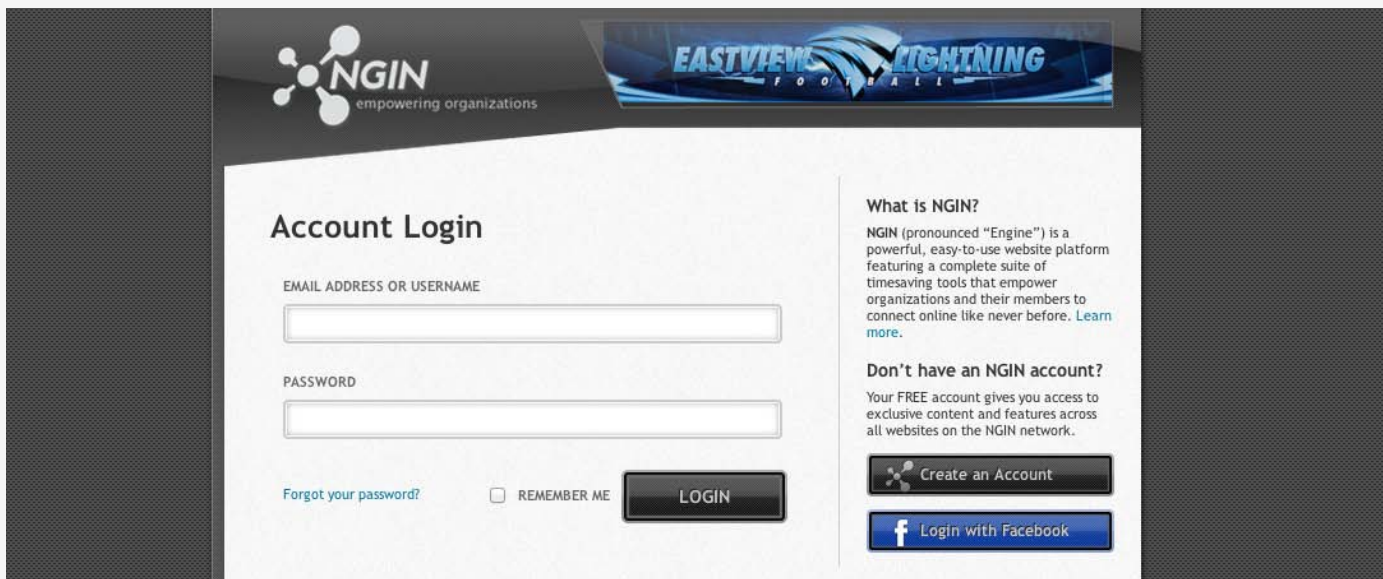 NGIN
empowering organizations
EASTVIEW LIGHTNING
FOOTBALL
Account Login
EMAIL ADDRESS OR USERNAME
PASSWORD
Forgot your password?
REMEMBER ME
LOGIN
What is NGIN?
NGIN (pronounced “Engine”) is a
powerful, easy-to-use website platform
featuring a complete suite of
timesaving tools that empower
organizations and their members to
connect online like never before. Learn
more.
Don't have an NGIN account?
Your FREE account gives you access to
exclusive content and features across
all websites on the NGIN network.
Create an Account
f Login with Facebook